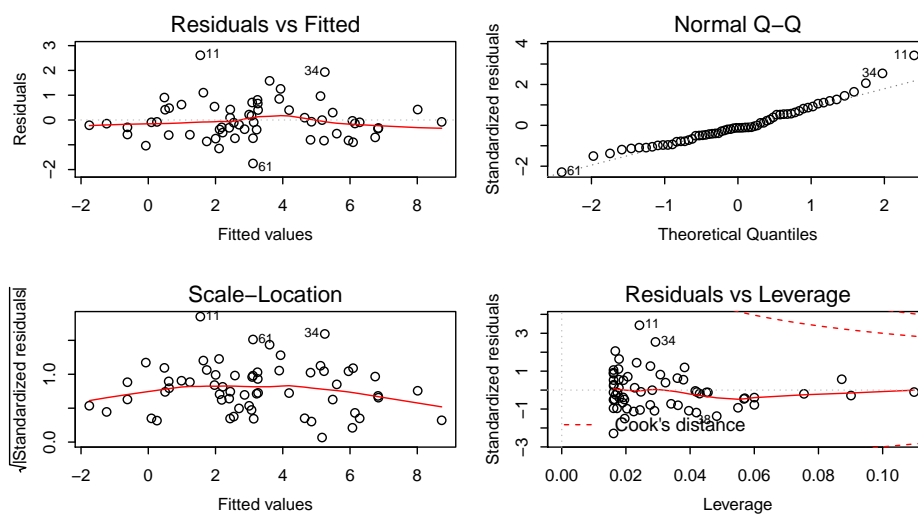 Residuals vs Fitted
Residuals
−2 0 1 2 3
11
34
61
−2 0 2 4 6 8
Fitted values
Normal Q−Q
Standardized residuals
−2 0 2 4
11
34
61
−2 −1 0 1 2
Theoretical Quantiles
Scale−Location
√|Standardized residuals|
0.0 1.0
11
61
34
−2 0 2 4 6 8
Fitted values
Residuals vs Leverage
Standardized residuals
−3 −1 1 3
11
34
38
Cook's distance
0.00 0.02 0.04 0.06 0.08 0.10
Leverage